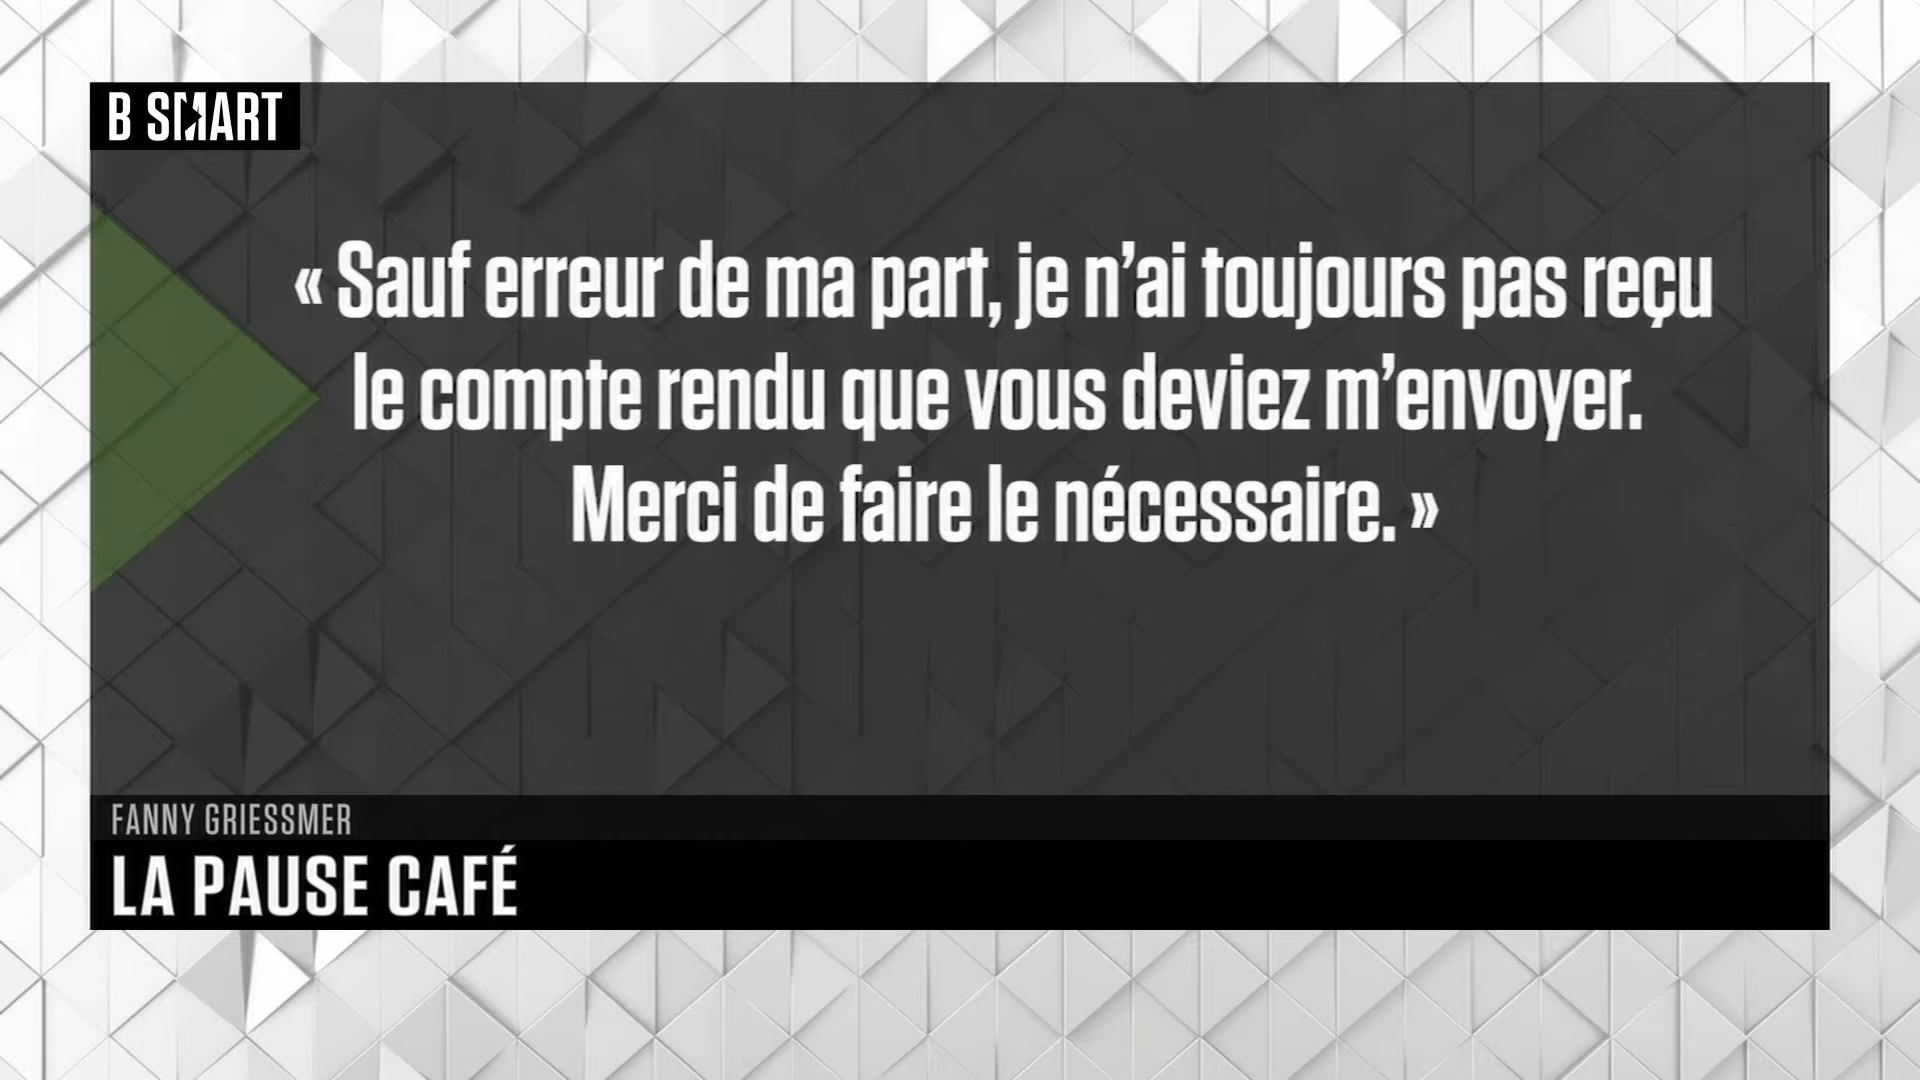 B SMART
« Sauf erreur de ma part, je n’ai toujours pas reçu
le compte rendu que vous deviez m’envoyer.
Merci de faire le nécessaire. »
FANNY GRIESSMER
LA PAUSE CAFÉ